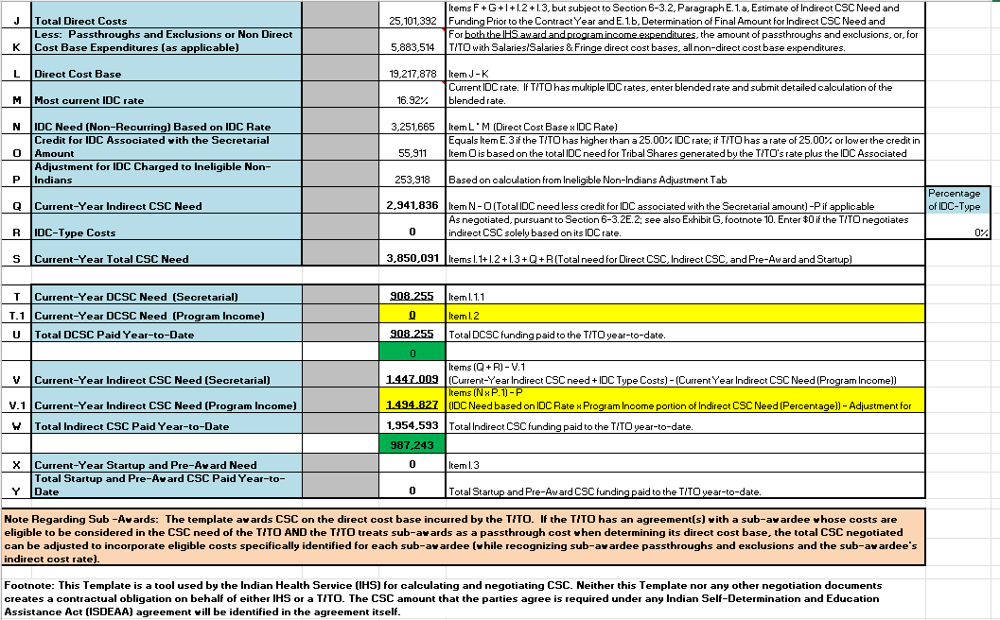 Items F + G + I + I.2 + I.3, but subject to Section 6-3.2, Paragraph E.1.a, Estimate of Indirect CSC Need and
J Total Direct Costs 25,101,392 Funding Prior to the Contract Year and E.1.b, Determination of Final Amount for Indirect CSC Need and
Less: Passthroughs and Exclusions or Non Direct For both the IHS award and program income expenditures, the amount of passthroughs and exclusions, or, for
K Cost Base Expenditures (as applicable) 5,883,514 T/TO with Salaries/Salaries & Fringe direct cost bases, all non-direct cost base expenditures.
L Direct Cost Base 19,217,878 Item J - K
Current IDC rate. If T/TO has multiple IDC rates, enter blended rate and submit detailed calculation of the
M Most current IDC rate 16.92% blended rate.
N IDC Need (Non-Recurring) Based on IDC Rate 3,251,665 Item L * M (Direct Cost Base x IDC Rate)
Credit for IDC Associated with the Secretarial Equals Item E.3 if the T/TO has higher than a 25.00% IDC rate; if T/TO has a rate of 25.00% or lower the credit in
O Amount 55,911 Item O is based on the total IDC need for Tribal Shares generated by the T/TO's rate plus the IDC Associated
Adjustment for IDC Charged to Ineligible Non-
P Indians 253,918 Based on calculation from Ineligible Non-Indians Adjustment Tab
Percentage
Q Current-Year Indirect CSC Need 2,941,836 Item N - O (Total IDC need less credit for IDC associated with the Secretarial amount) -P if applicable of IDC-Type
As negotiated, pursuant to Section 6-3.2E.2; see also Exhibit G, footnote 10. Enter $0 if the T/TO negotiates
R IDC-Type Costs 0 indirect CSC solely based on its IDC rate. 0%
S Current-Year Total CSC Need 3,850,091 Items I.1+ I.2 + I.3 + Q + R (Total need for Direct CSC, Indirect CSC, and Pre-Award and Startup)
T Current-Year DCSC Need (Secretarial) 908,255 Item I.1.1
T.1 Current-Year DCSC Need (Program Income) 0 Item I.2
U Total DCSC Paid Year-to-Date 908,255 Total DCSC funding paid to the T/TO year-to-date.
0
Items (Q + R) - V.1
V Current-Year Indirect CSC Need (Secretarial) 1,447,009 (Current-Year Indirect CSC need + IDC Type Costs) - (Current Year Indirect CSC Need (Program Income))
Items (N x P.1) - P
V.1 Current-Year Indirect CSC Need (Program Income) 1,494,827 (IDC Need based on IDC Rate x Program Income portion of Indirect CSC Need (Percentage)) - Adjustment for
W Total Indirect CSC Paid Year-to-Date 1,954,593 Total Indirect CSC funding paid to the T/TO year-to-date.
987,243
X Current-Year Startup and Pre-Award Need 0 Item I.3
Total Startup and Pre-Award CSC Paid Year-to-
Y Date 0 Total Startup and Pre-Award CSC funding paid to the T/TO year-to-date.
Note Regarding Sub -Awards: The template awards CSC on the direct cost base incurred by the T/TO. If the T/TO has an agreement(s) with a sub-awardee whose costs are
eligible to be considered in the CSC need of the T/TO AND the T/TO treats sub-awards as a passthrough cost when determining its direct cost base, the total CSC negotiated
can be adjusted to incorporate eligible costs specifically identified for each sub-awardee (while recognizing sub-awardee passthroughs and exclusions and the sub-awardee's
indirect cost rate).
Footnote: This Template is a tool used by the Indian Health Service (IHS) for calculating and negotiating CSC. Neither this Template nor any other negotiation documents
creates a contractual obligation on behalf of either IHS or a T/TO. The CSC amount that the parties agree is required under any Indian Self-Determination and Education
Assistance Act (ISDEAA) agreement will be identified in the agreement itself.